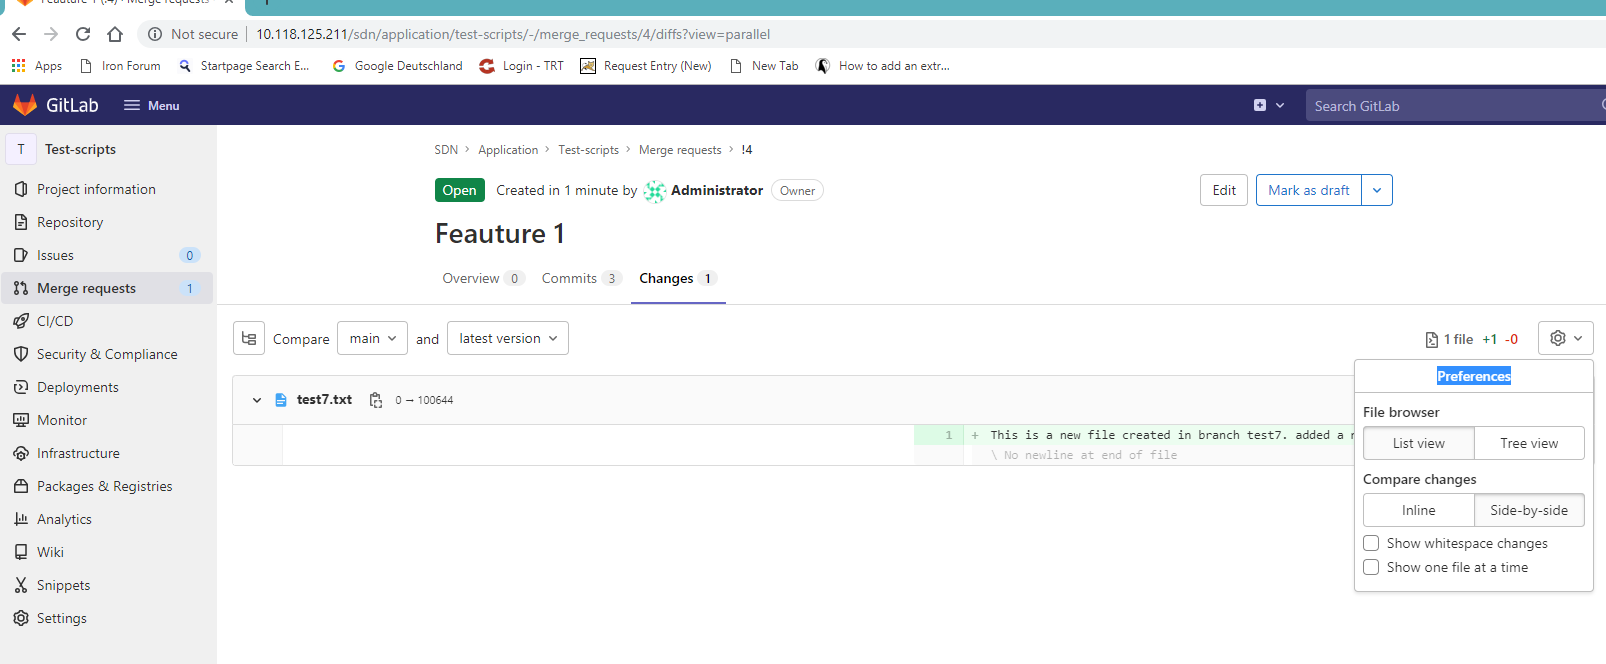 Feauture 1 (!4) · Merge requests
Not secure 10.118.125.211/sdn/application/test-scripts/-/merge_requests/4/diffs?view=parallel
Apps Iron Forum Startpage Search E... Google Deutschland Login - TRT Request Entry (New) New Tab How to add an extr...
GitLab Menu Search GitLab
T Test-scripts
SDN > Application > Test-scripts > Merge requests > !4
Project information
Repository
Issues 0
Merge requests 1
CI/CD
Security & Compliance
Deployments
Monitor
Infrastructure
Packages & Registries
Analytics
Wiki
Snippets
Settings
Open Created in 1 minute by Administrator Owner
Edit Mark as draft
Feauture 1
Overview 0 Commits 3 Changes 1
Compare main and latest version
1 file +1 -0
test7.txt 0 → 100644
1 + This is a new file created in branch test7. added a
\ No newline at end of file
Preferences
File browser
List view Tree view
Compare changes
Inline Side-by-side
Show whitespace changes
Show one file at a time